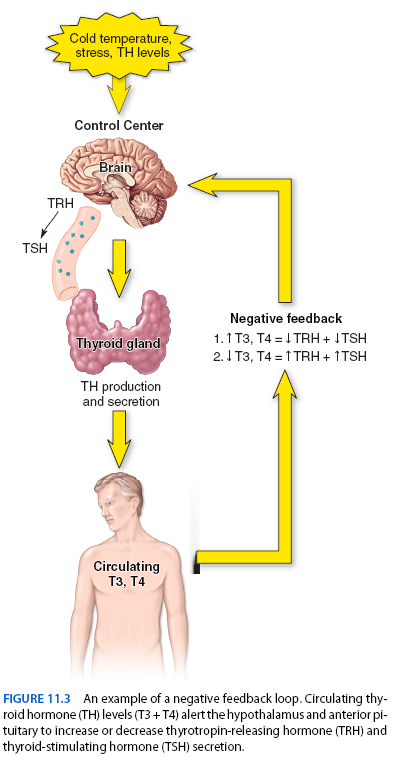 Cold temperature,
stress, TH levels
Control Center
Brain
TRH
TSH
Thyroid gland
TH production
and secretion
Negative feedback
1. ↑T3, T4 = ↓TRH + ↓TSH
2. ↓T3, T4 = ↑TRH + ↑TSH
Circulating
T3, T4
FIGURE 11.3 An example of a negative feedback loop. Circulating thy-
roid hormone (TH) levels (T3 + T4) alert the hypothalamus and anterior pi-
tuitary to increase or decrease thyrotropin-releasing hormone (TRH) and
thyroid-stimulating hormone (TSH) secretion.